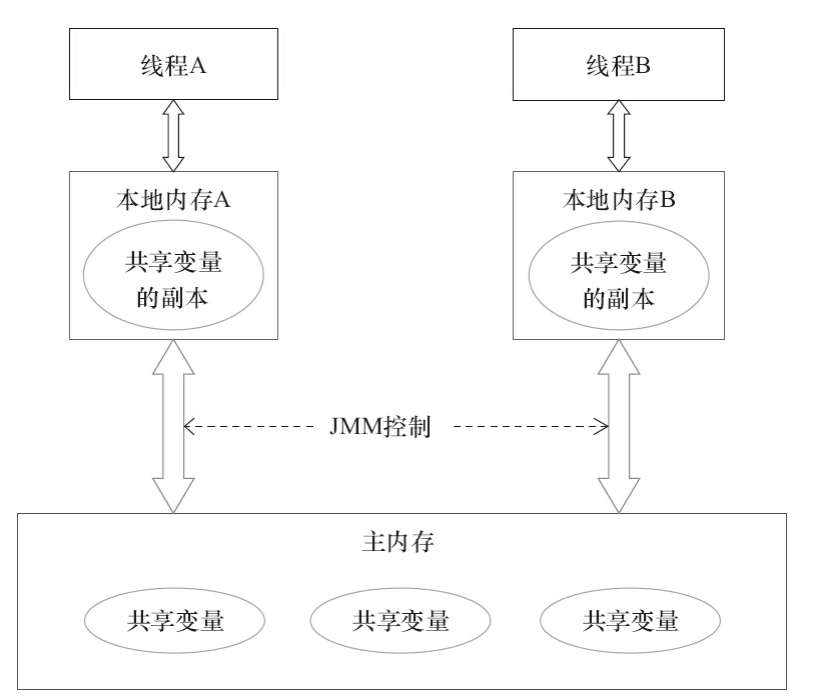 线程A
线程B
本地内存A
本地内存B
共享变量
的副本
共享变量
的副本
JMM控制
主内存
共享变量
共享变量
共享变量